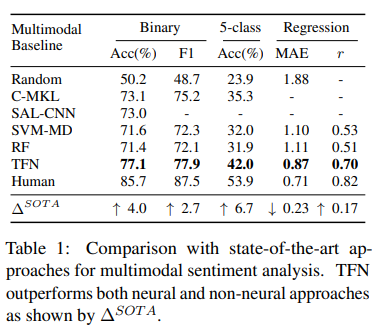 Multimodal Binary 5-class Regression
Baseline Acc(%) F1 Acc(%) MAE r
Random 50.2 48.7 23.9 1.88 -
C-MKL 73.1 75.2 35.3 - -
SAL-CNN 73.0 - - - -
SVM-MD 71.6 72.3 32.0 1.10 0.53
RF 71.4 72.1 31.9 1.11 0.51
TFN 77.1 77.9 42.0 0.87 0.70
Human 85.7 87.5 53.9 0.71 0.82
Δ^SOTA ↑ 4.0 ↑ 2.7 ↑ 6.7 ↓ 0.23 ↑ 0.17
Table 1: Comparison with state-of-the-art ap-
proaches for multimodal sentiment analysis. TFN
outperforms both neural and non-neural approaches
as shown by Δ^SOTA.